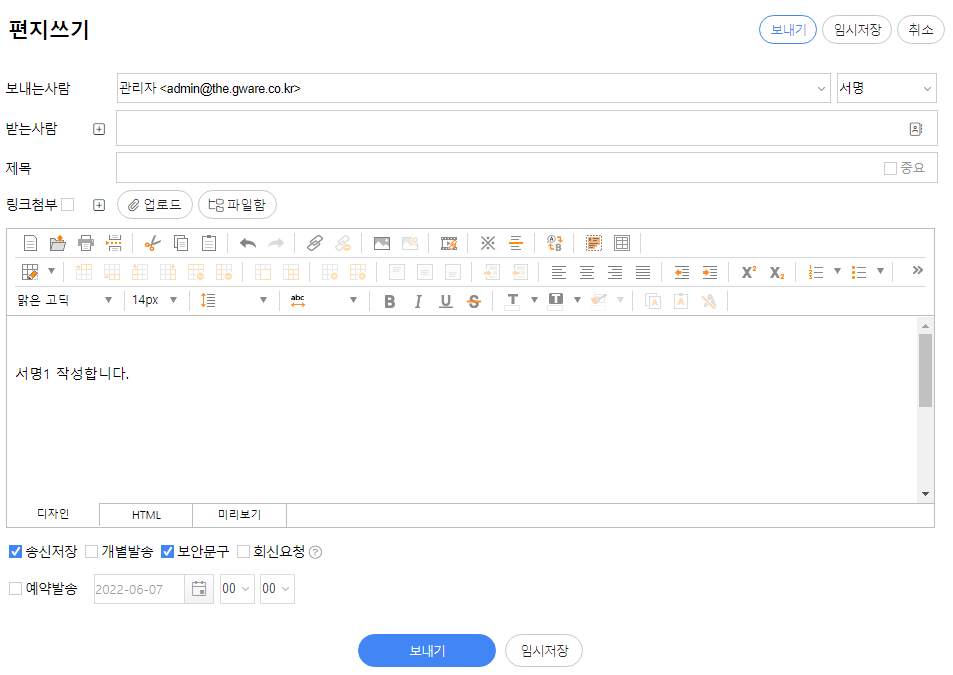 편지쓰기 보내기 임시저장 취소
보내는사람 관리자 <admin@the.gware.co.kr> 서명
받는사람
제목 중요
링크첨부 업로드 파일함
맑은 고딕 14px abc B I U S T T
서명1 작성합니다.
디자인 HTML 미리보기
송신저장 개별발송 보안문구 회신요청 ?
예약발송 2022-06-07 00 00
보내기 임시저장